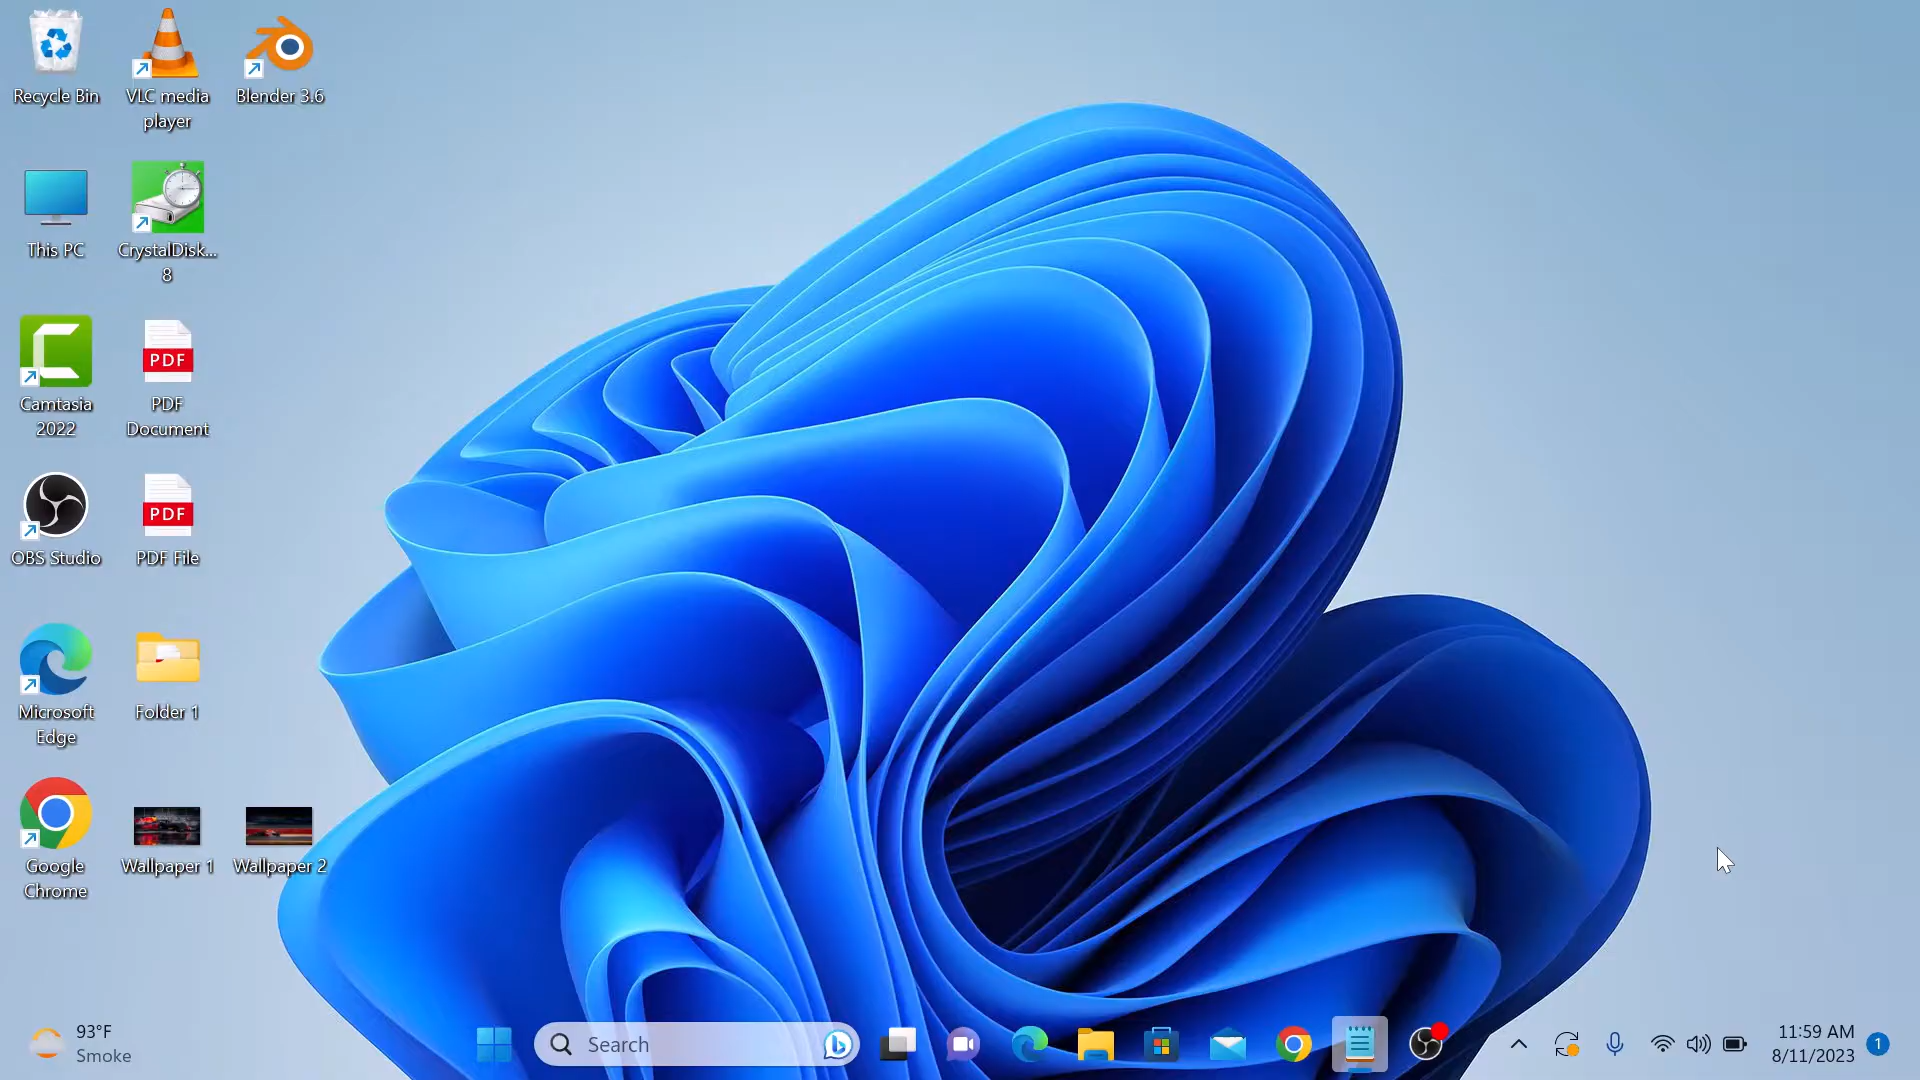 Recycle Bin
VLC media
player
Blender 3.6
This PC
CrystalDisk...
8
Camtasia
2022
PDF
PDF
Document
OBS Studio
PDF
PDF File
Microsoft
Edge
Folder 1
Google
Chrome
Wallpaper 1
Wallpaper 2
93°F
Smoke
Search
11:59 AM
8/11/2023
1